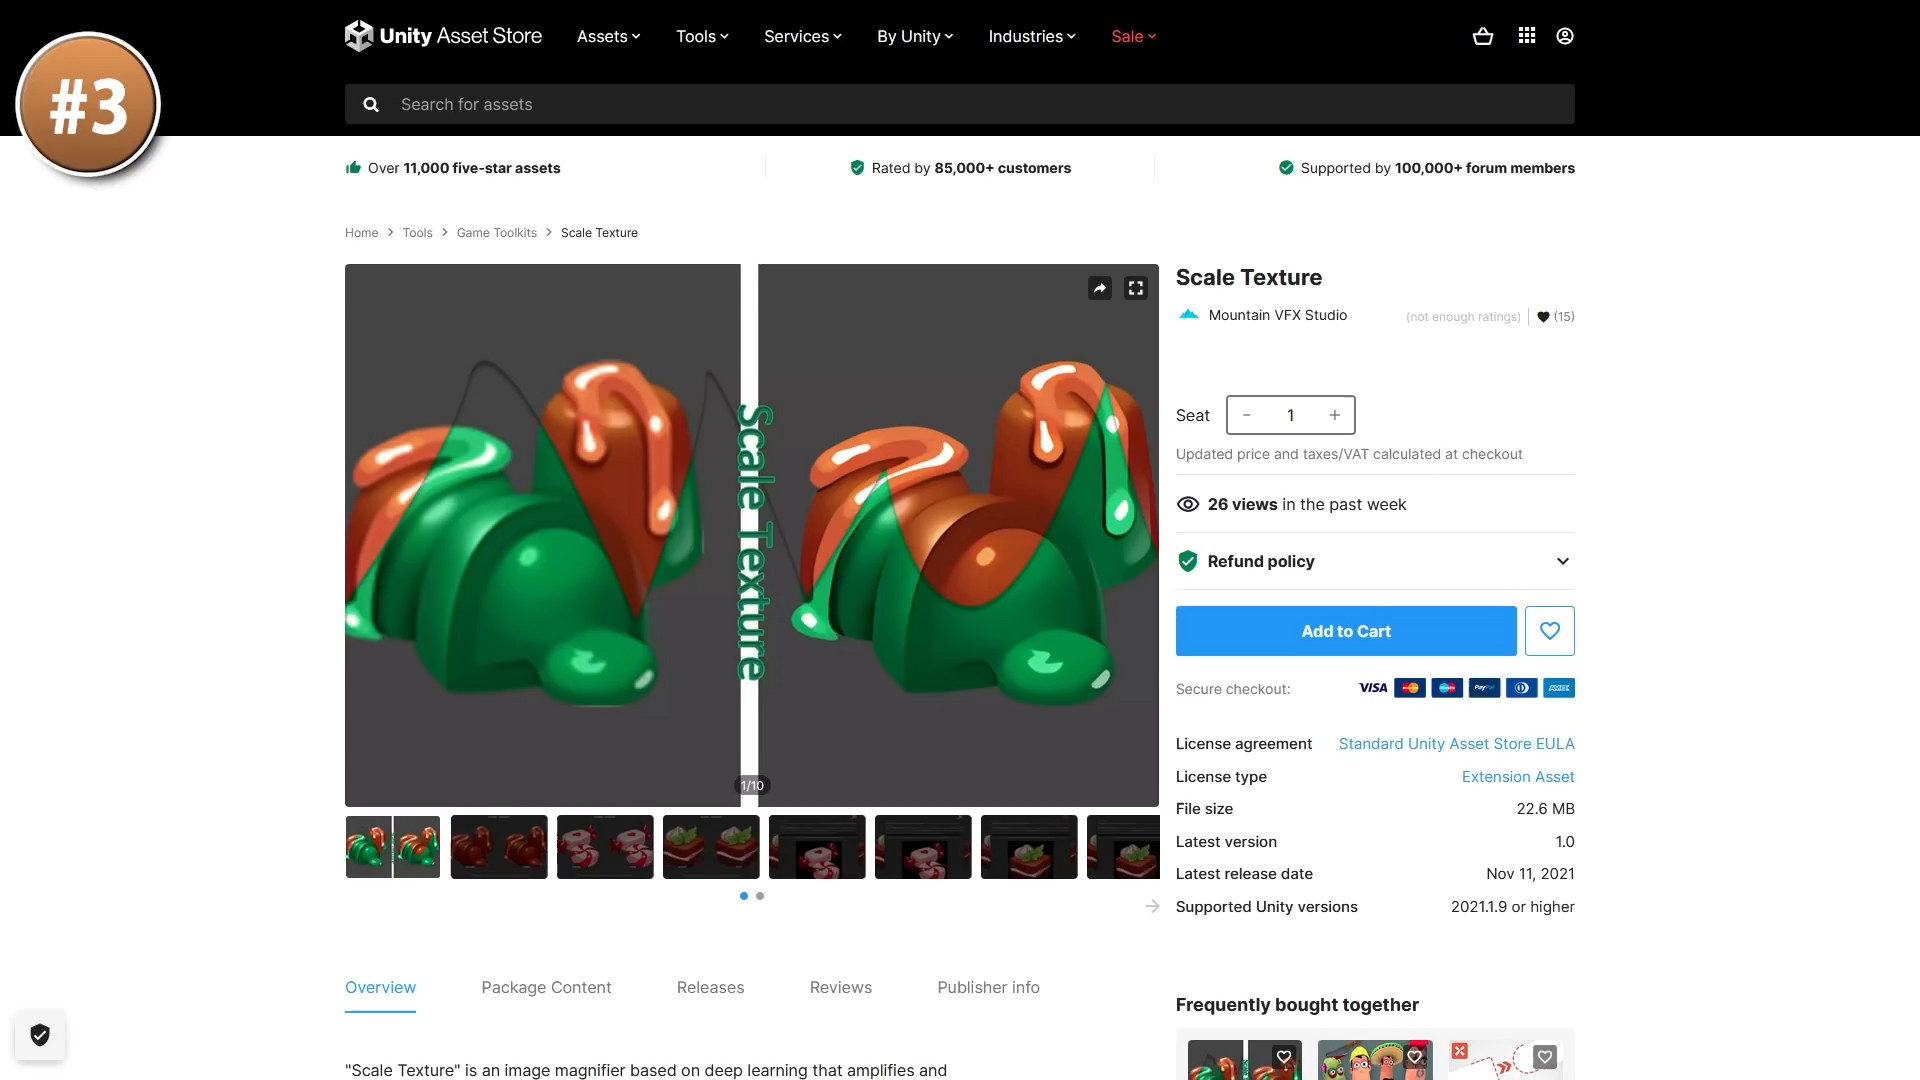 #3
Unity Asset Store
Assets
Tools
Services
By Unity
Industries
Sale
Search for assets
Over 11,000 five-star assets
Rated by 85,000+ customers
Supported by 100,000+ forum members
Home > Tools > Game Toolkits > Scale Texture
Scale Texture
1/10
Scale Texture
Mountain VFX Studio
(not enough ratings)
(15)
Seat
- 1 +
Updated price and taxes/VAT calculated at checkout
26 views in the past week
Refund policy
Add to Cart
Secure checkout:
VISA
PayPal
AMEX
License agreement
Standard Unity Asset Store EULA
License type
Extension Asset
File size
22.6 MB
Latest version
1.0
Latest release date
Nov 11, 2021
Supported Unity versions
2021.1.9 or higher
Overview
Package Content
Releases
Reviews
Publisher info
"Scale Texture" is an image magnifier based on deep learning that amplifies and
Frequently bought together